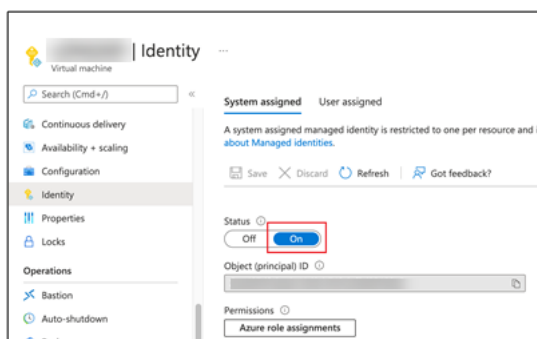 | Identity ...
Virtual machine
Search (Cmd+/)
«
Continuous delivery
Availability + scaling
Configuration
Identity
Properties
Locks
Operations
Bastion
Auto-shutdown
System assigned User assigned
A system assigned managed identity is restricted to one per resource and
about Managed identities.
Save Discard Refresh Got feedback?
Status
Off On
Object (principal) ID
Permissions
Azure role assignments